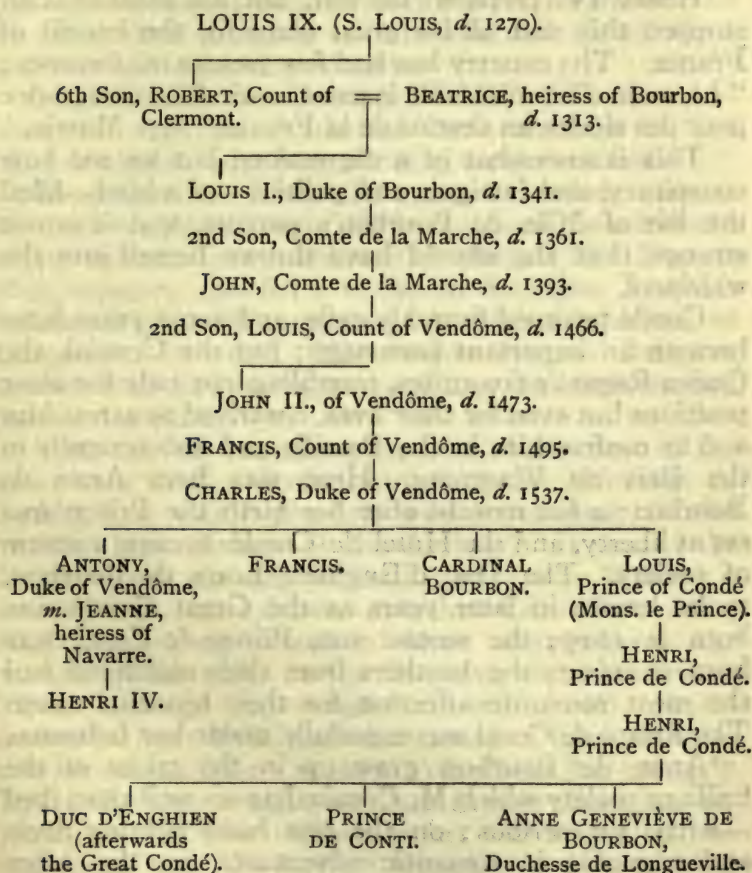 LOUIS IX. (S. LOUIS, d. 1270).
6th Son, ROBERT, Count of Clermont. = BEATRICE, heiress of Bourbon, d. 1313.
LOUIS I., Duke of Bourbon, d. 1341.
2nd Son, Comte de la Marche, d. 1361.
JOHN, Comte de la Marche, d. 1393.
2nd Son, LOUIS, Count of Vendôme, d. 1466.
JOHN II., of Vendôme, d. 1473.
FRANCIS, Count of Vendôme, d. 1495.
CHARLES, Duke of Vendôme, d. 1537.
ANTONY,
Duke of Vendôme,
m. JEANNE,
heiress of
Navarre.
HENRI IV.
FRANCIS.
CARDINAL
BOURBON.
LOUIS,
Prince of Condé
(Mons. le Prince).
HENRI,
Prince de Condé.
HENRI,
Prince de Condé.
DUC D'ENGHIEN
(afterwards
the Great Condé).
PRINCE
DE CONTI.
ANNE GENEVIÈVE DE
BOURBON,
Duchesse de Longueville.